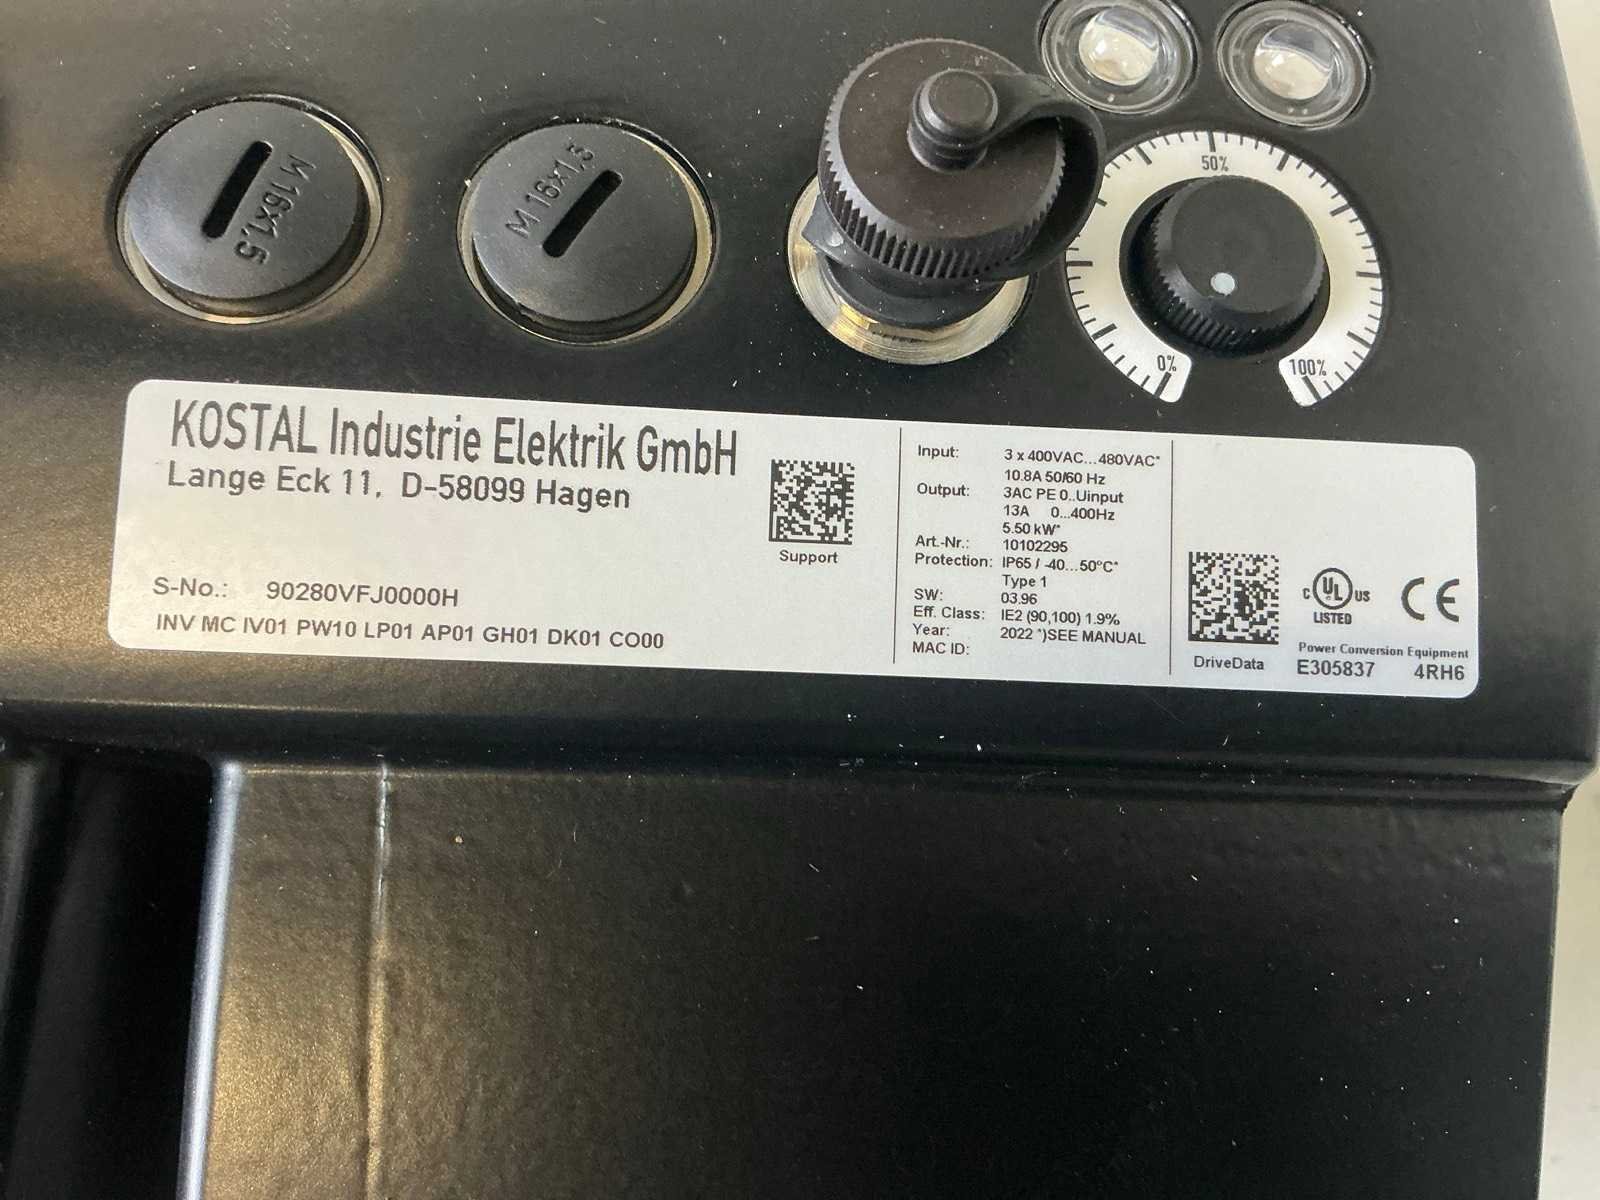 M 16x1,5
M 16x1,5
50%
0%
100%
KOSTAL Industrie Elektrik GmbH
Lange Eck 11, D-58099 Hagen
Support
S-No.: 90280VFJ0000H
INV MC IV01 PW10 LP01 AP01 GH01 DK01 CO00
Input: 3 x 400VAC...480VAC*
10.8A 50/60 Hz
Output: 3AC PE 0..Uinput
13A 0...400Hz
5.50 kW*
Art.-Nr.: 10102295
Protection: IP65 / -40...50°C*
Type 1
SW: 03.96
Eff. Class: IE2 (90,100) 1.9%
Year: 2022 *)SEE MANUAL
MAC ID:
DriveData
C UL US
LISTED
CE
Power Conversion Equipment
E305837 4RH6